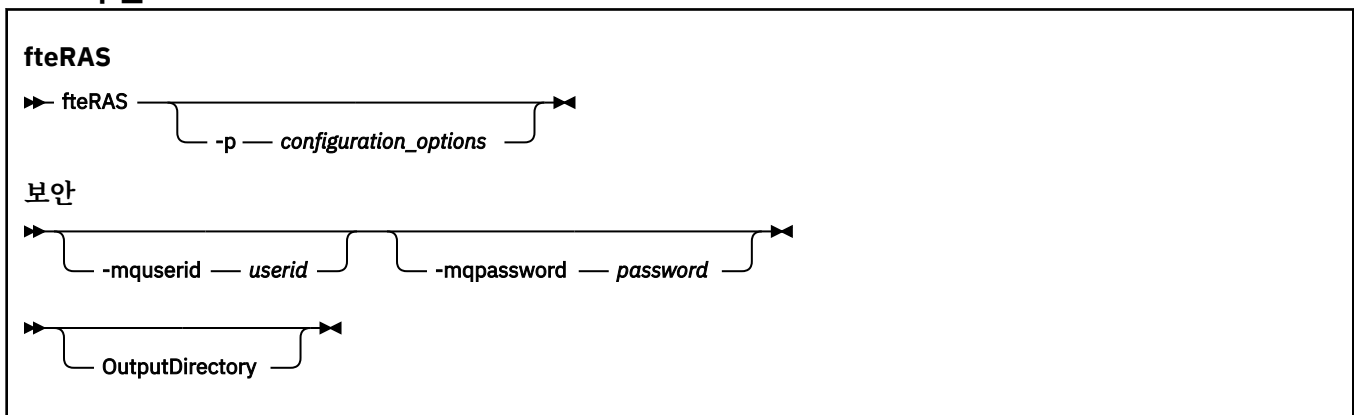 fteRAS
fteRAS
-p configuration_options
보안
-mquserid userid -mqpassword password
OutputDirectory